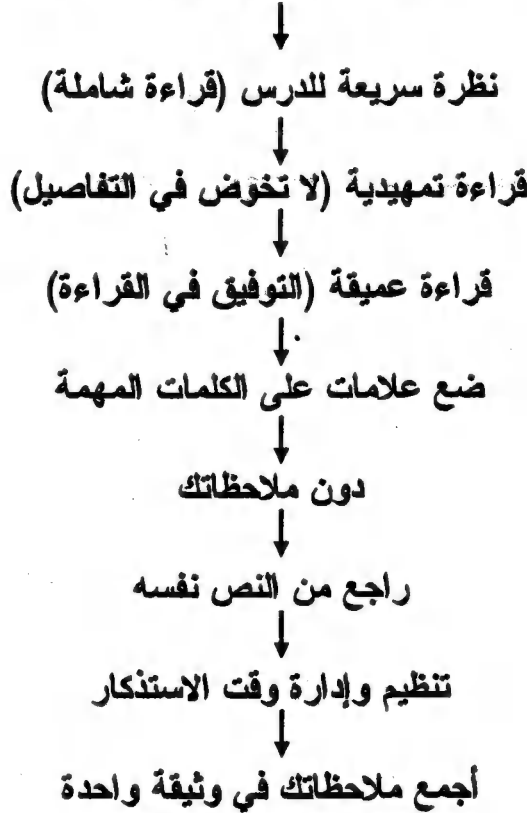 نظرة سريعة للدرس (قراءة شاملة)
قراءة تمهيدية (لا تخوض في التفاصيل)
قراءة عميقة (التوفيق في القراءة)
ضع علامات على الكلمات المهمة
دون ملاحظاتك
راجع من النص نفسه
تنظيم وإدارة وقت الاستذكار
أجمع ملاحظاتك في وثيقة واحدة